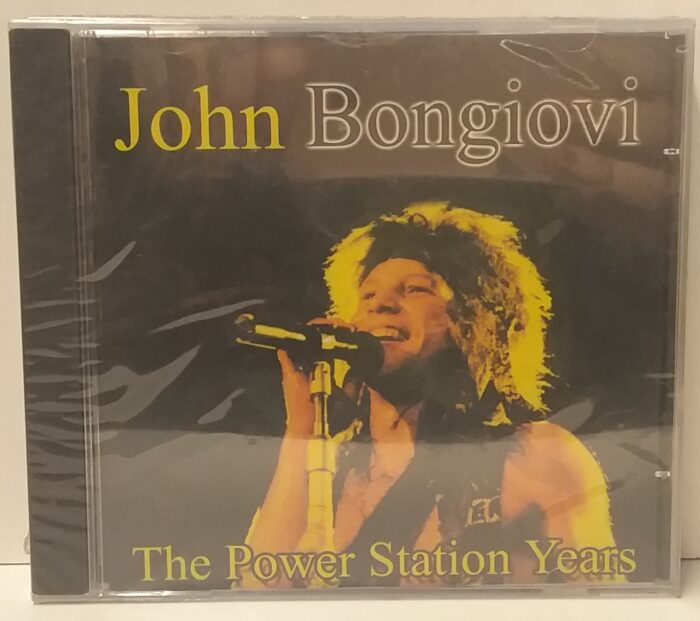 John Bongiovi
The Power Station Years